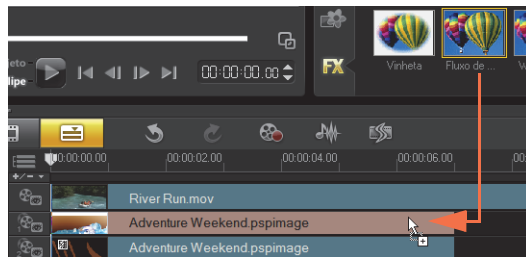 jeto
lipe
00:00:00.00
FX
Vinheta
Fluxo de ...
V
00:00:00.00
00:00:02.00
00:00:04.00
00:00:06.00
00
River Run.mov
Adventure Weekend.pspimage
Adventure Weekend.pspimage